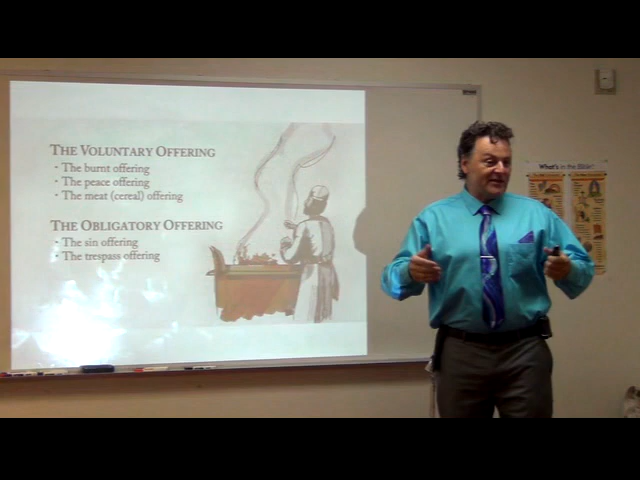 THE VOLUNTARY OFFERING
· The burnt offering
· The peace offering
· The meat (cereal) offering
THE OBLIGATORY OFFERING
· The sin offering
· The trespass offering
What's in the Bible?